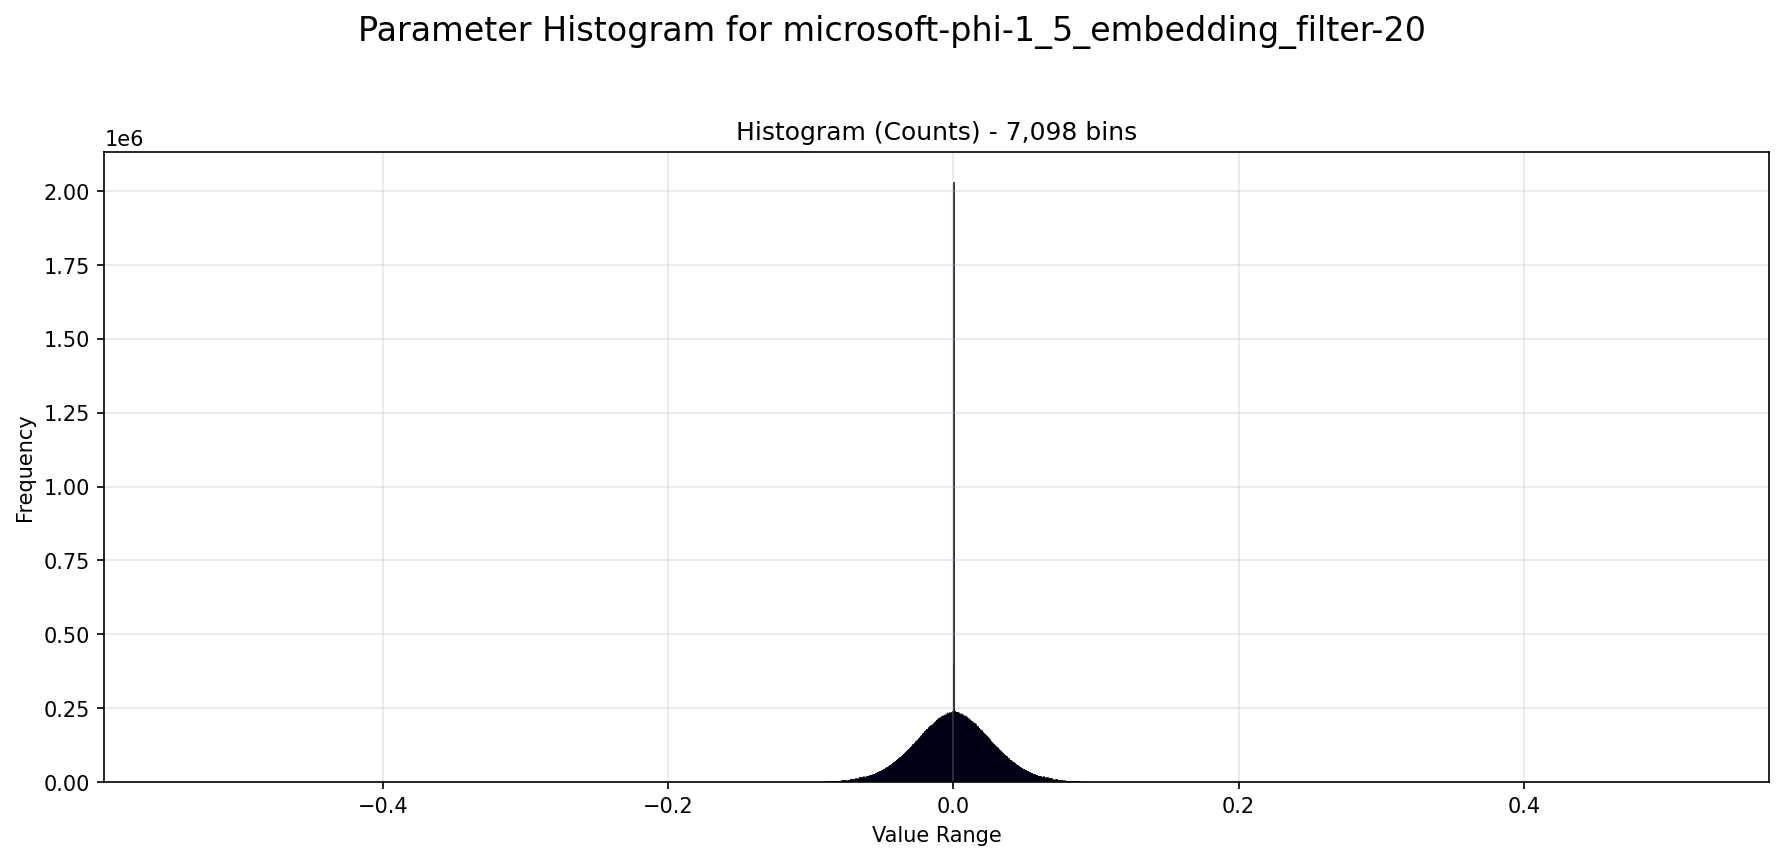 Parameter Histogram for microsoft-phi-1_5_embedding_filter-20
Histogram (Counts) - 7,098 bins
1e6
2.00
1.75
1.50
1.25
1.00
0.75
0.50
0.25
0.00
Frequency
−0.4
−0.2
0.0
0.2
0.4
Value Range